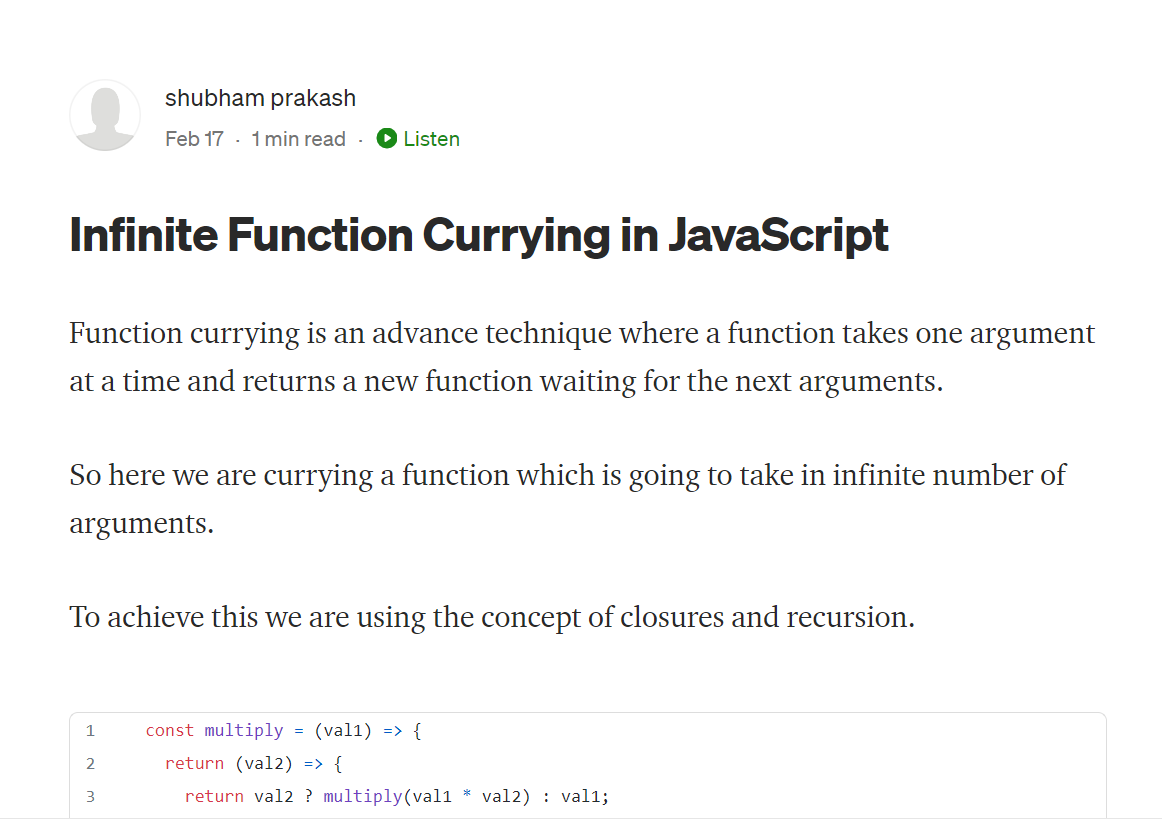 shubham prakash
Feb 17 · 1 min read · Listen
Infinite Function Currying in JavaScript
Function currying is an advance technique where a function takes one argument
at a time and returns a new function waiting for the next arguments.
So here we are currying a function which is going to take in infinite number of
arguments.
To achieve this we are using the concept of closures and recursion.
1 const multiply = (val1) => {
2 return (val2) => {
3 return val2 ? multiply(val1 * val2) : val1;